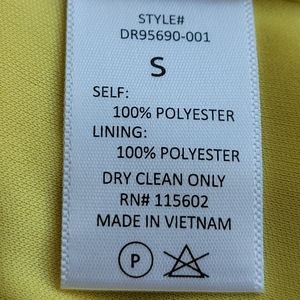 STYLE#
DR95690-001
S
SELF:
100% POLYESTER
LINING:
100% POLYESTER
DRY CLEAN ONLY
RN# 115602
MADE IN VIETNAM
P